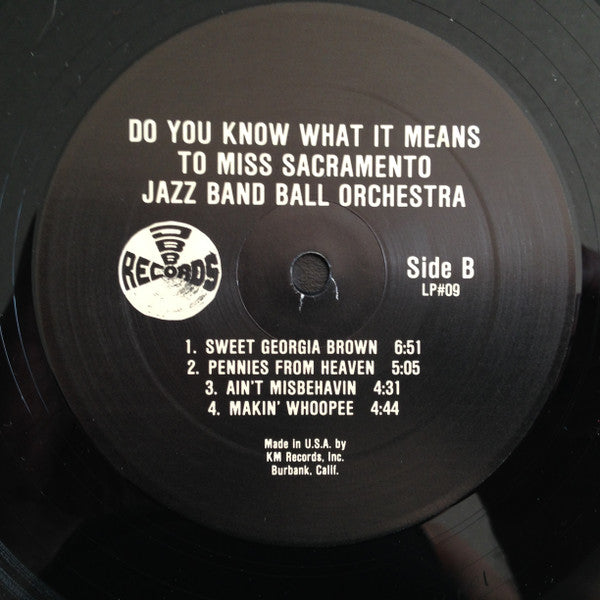 DO YOU KNOW WHAT IT MEANS
TO MISS SACRAMENTO
JAZZ BAND BALL ORCHESTRA
JBBO
RECORDS
Side B
LP#09
1. SWEET GEORGIA BROWN 6:51
2. PENNIES FROM HEAVEN 5:05
3. AIN'T MISBEHAVIN 4:31
4. MAKIN' WHOOPEE 4:44
Made in U.S.A. by
KM Records, Inc.
Burbank, Calif.